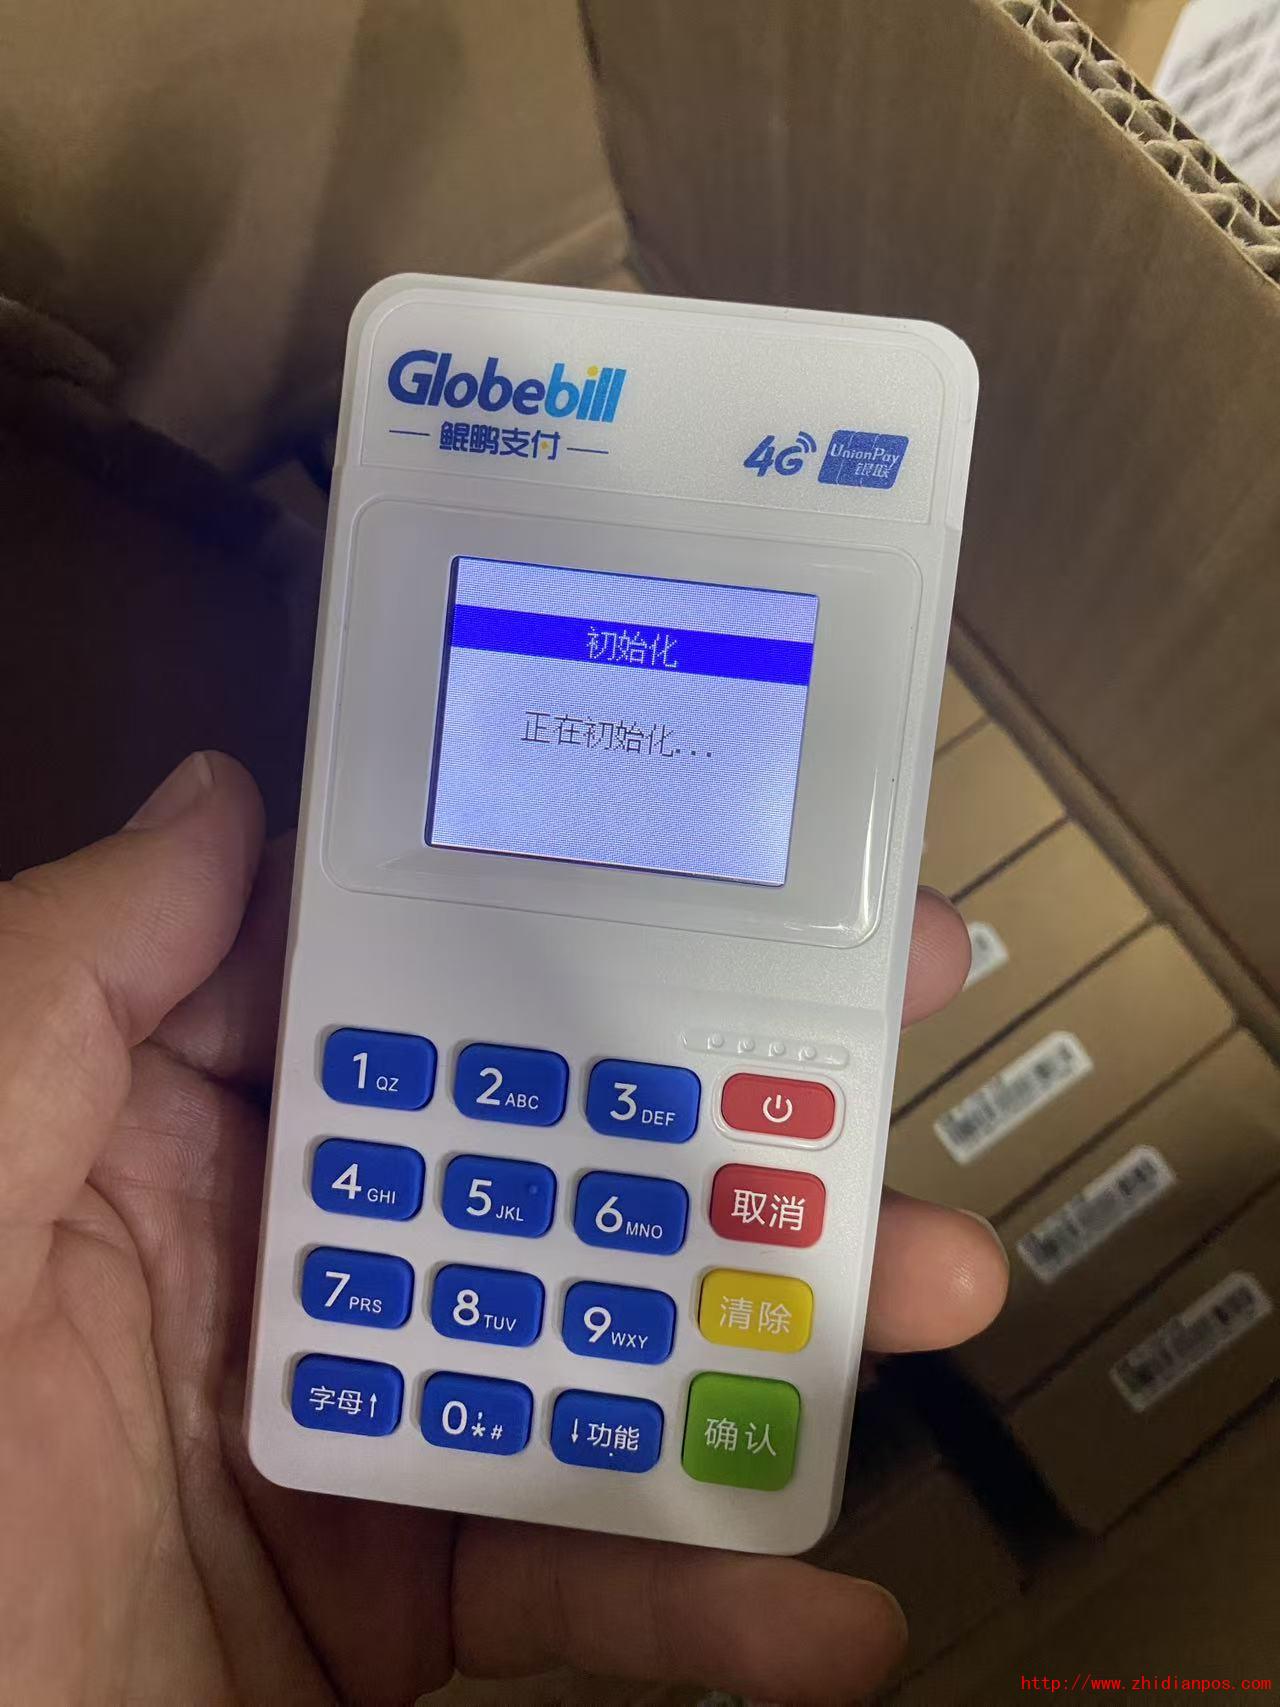 Globebill
鲲鹏支付
4G UnionPay
银联
初始化
正在初始化...
1 QZ
2 ABC
3 DEF
4 GHI
5 JKL
6 MNO
取消
7 PRS
8 TUV
9 WXY
清除
字母↑
0 .,*#
↓功能
确认
http://www.zhidianpos.com